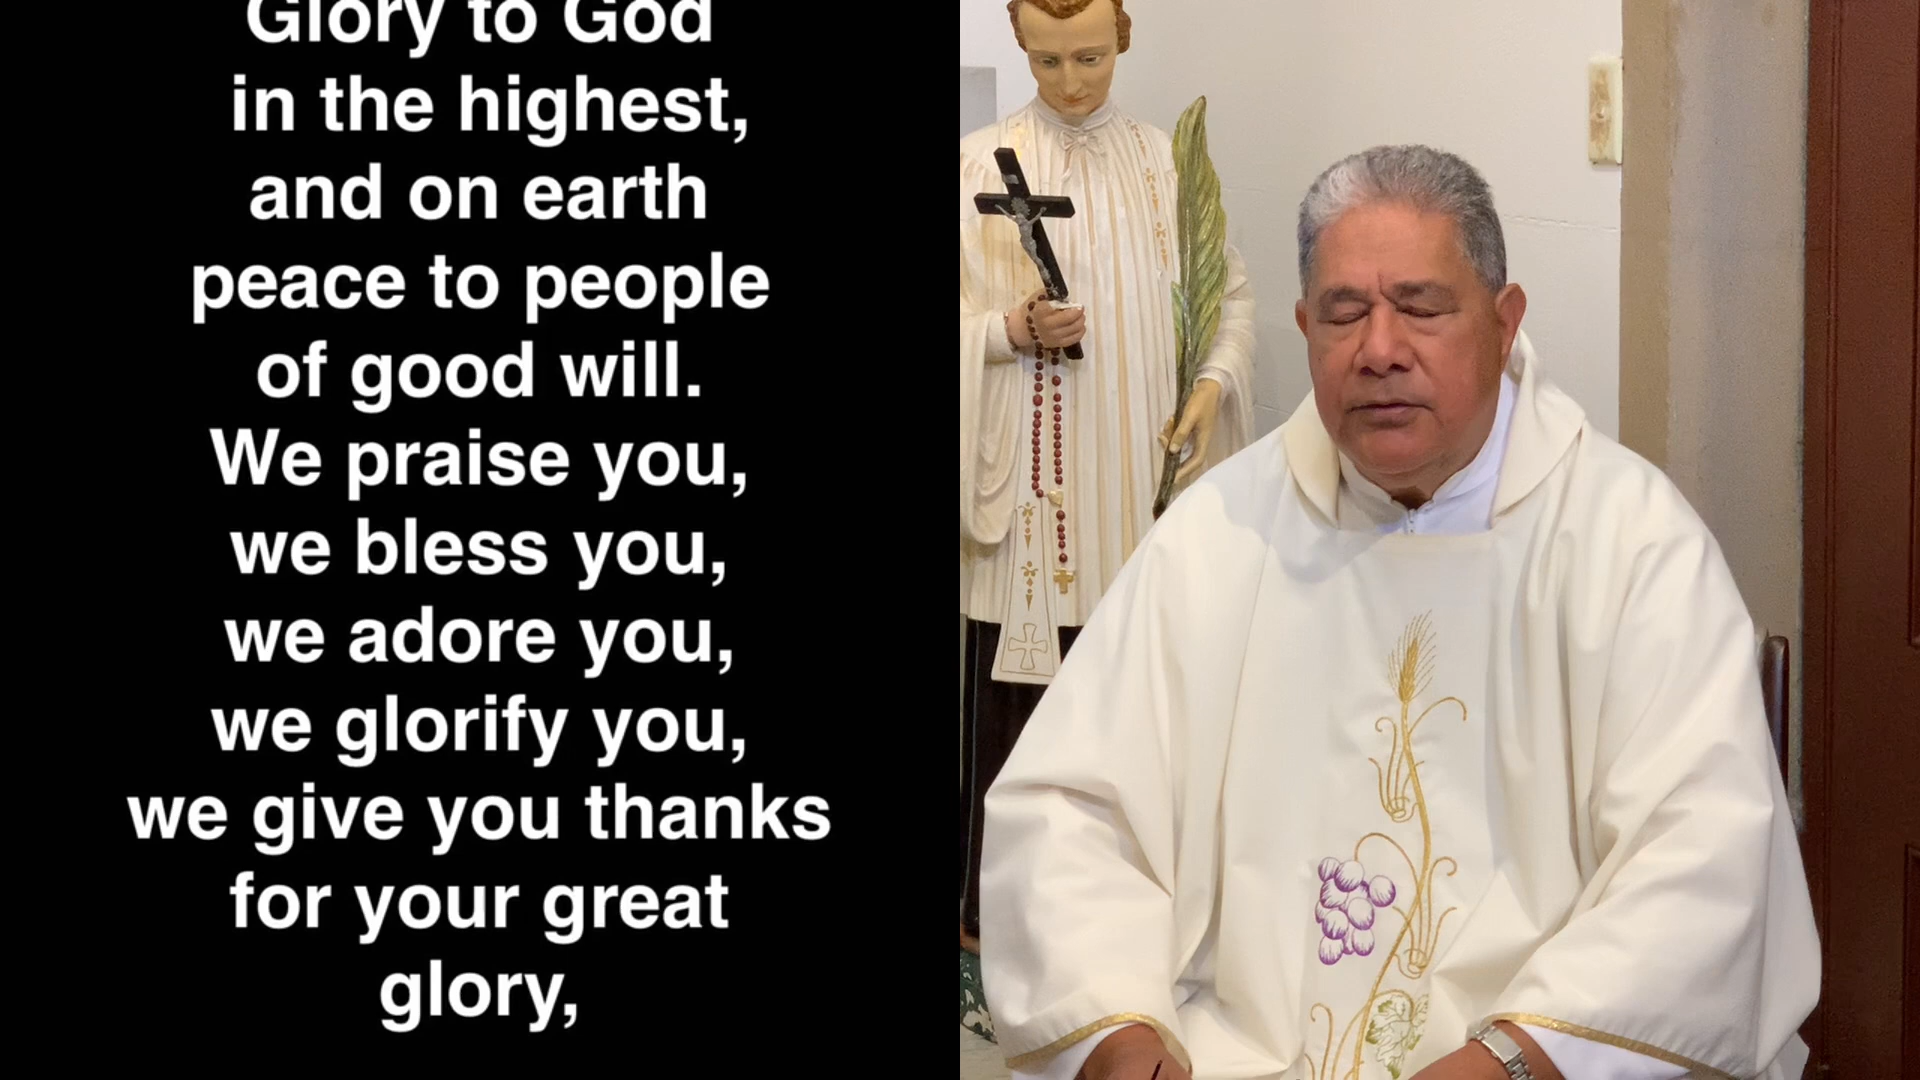 Glory to God
in the highest,
and on earth
peace to people
of good will.
We praise you,
we bless you,
we adore you,
we glorify you,
we give you thanks
for your great
glory,